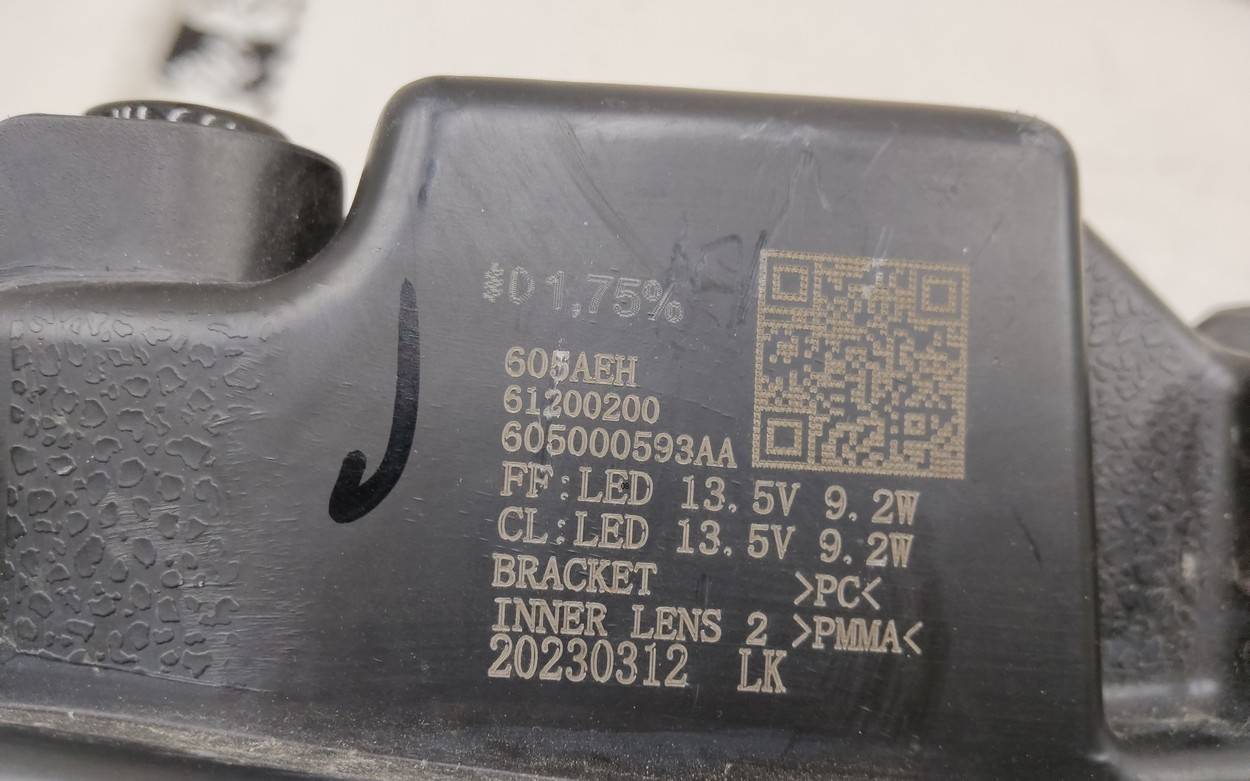 1,75%
605AEH
61200200
605000593AA
FF:LED 13.5V 9.2W
CL:LED 13.5V 9.2W
BRACKET >PC<
INNER LENS 2 >PMMA<
20230312 LK